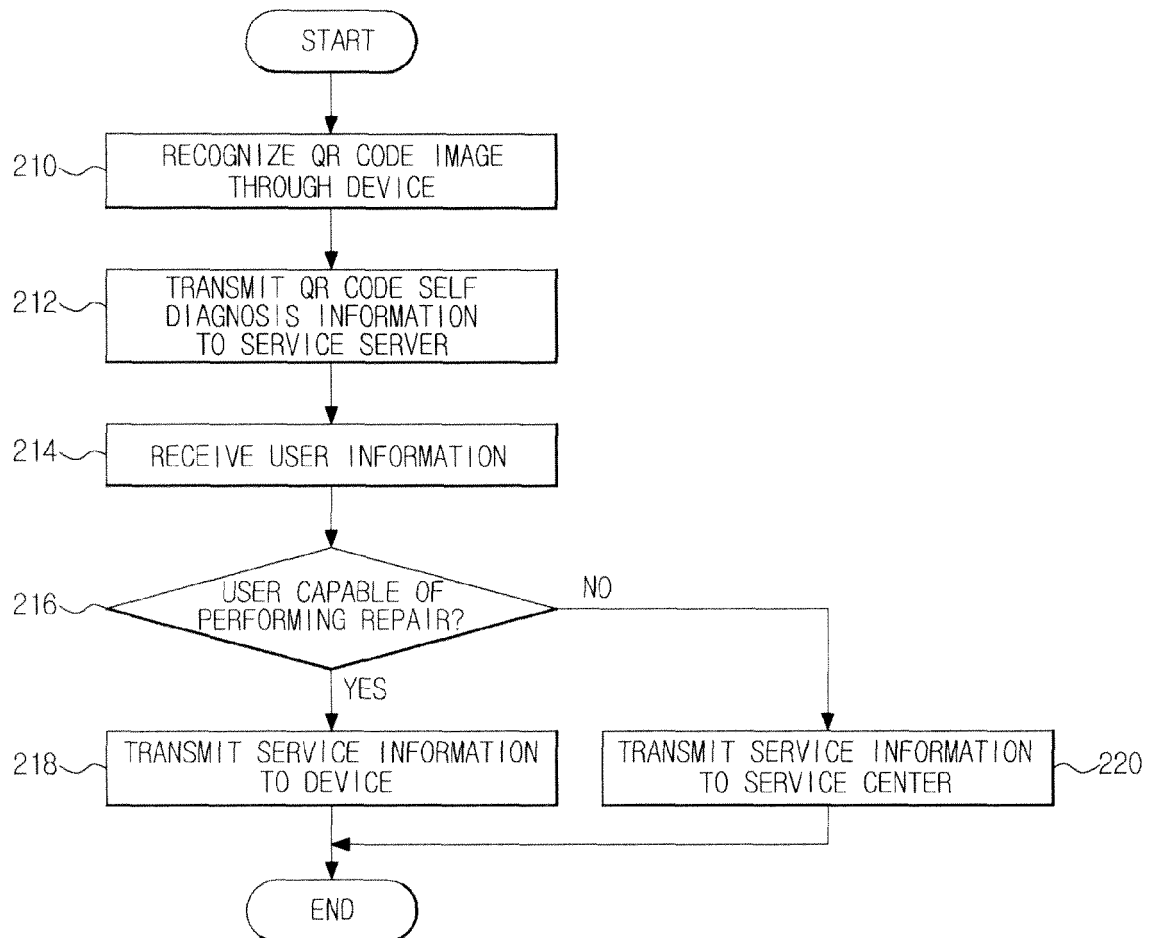 START
210
RECOGNIZE QR CODE IMAGE
THROUGH DEVICE
212
TRANSMIT QR CODE SELF
DIAGNOSIS INFORMATION
TO SERVICE SERVER
214
RECEIVE USER INFORMATION
216
USER CAPABLE OF
PERFORMING REPAIR?
NO
YES
218
TRANSMIT SERVICE INFORMATION
TO DEVICE
TRANSMIT SERVICE INFORMATION
TO SERVICE CENTER
220
END